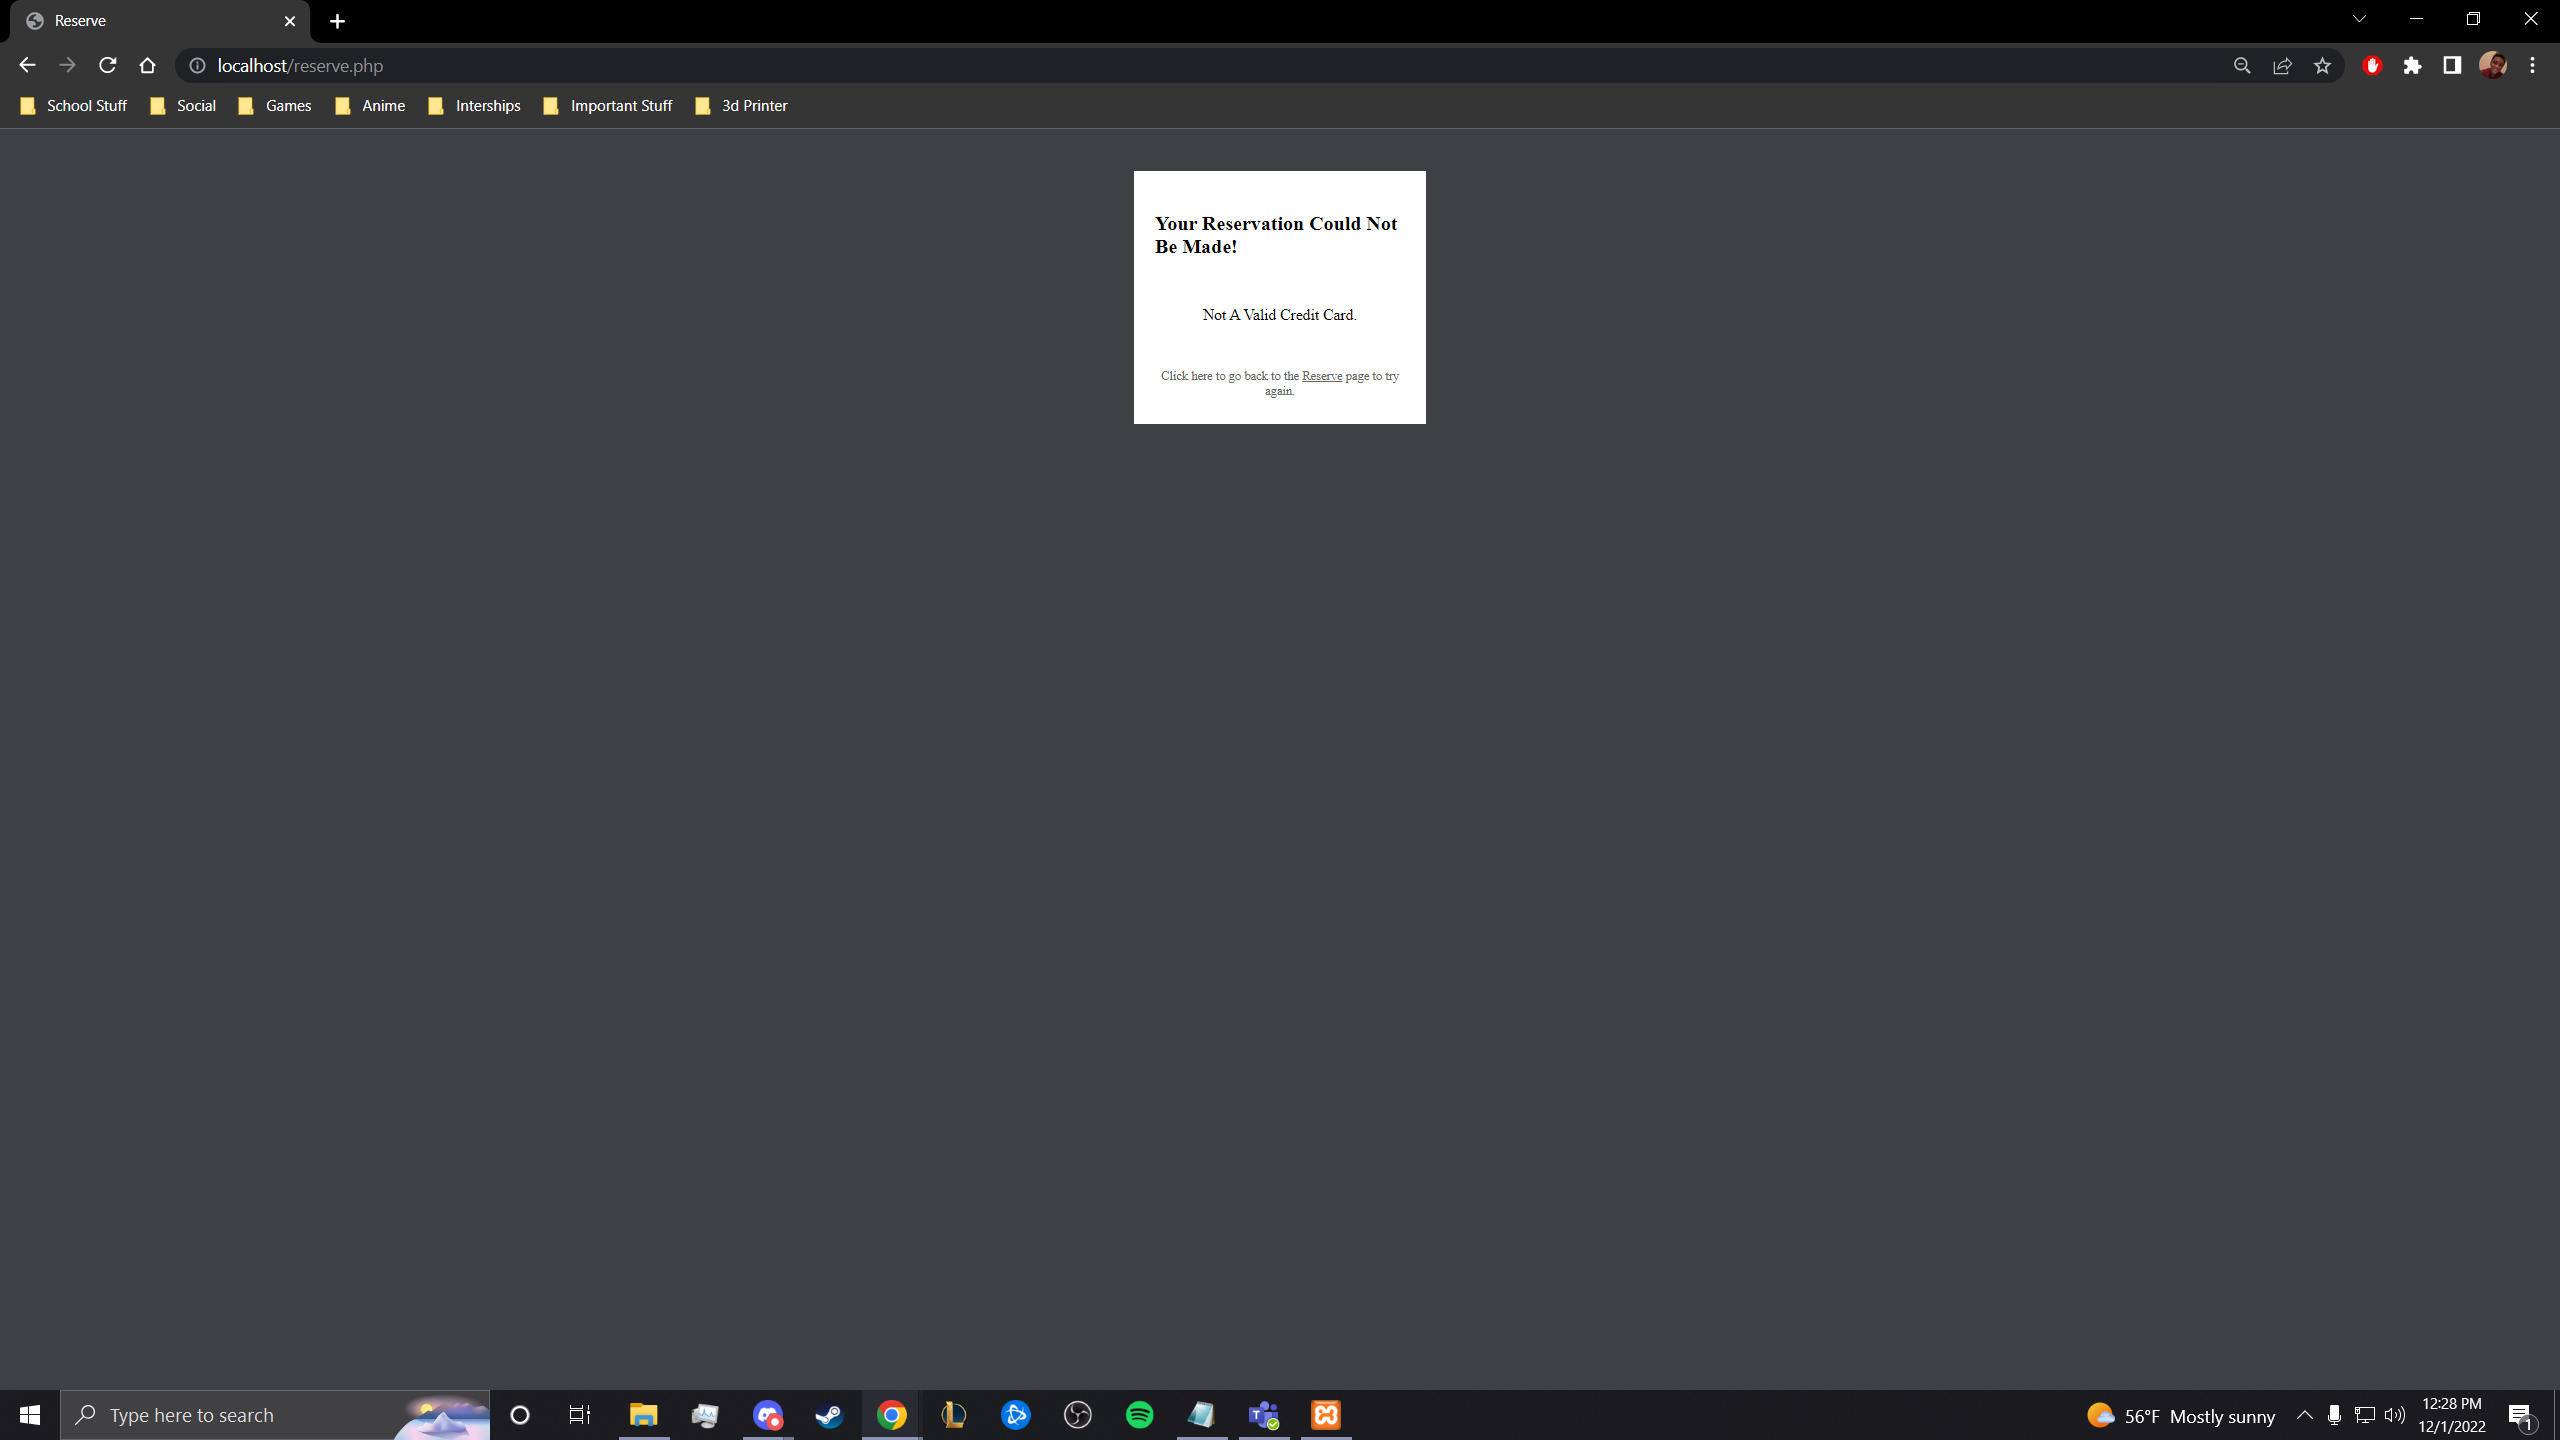 Reserve
localhost/reserve.php
School Stuff Social Games Anime Interships Important Stuff 3d Printer
Your Reservation Could Not
Be Made!
Not A Valid Credit Card.
Click here to go back to the Reserve page to try
again.
Type here to search
56°F Mostly sunny
12:28 PM
12/1/2022
1